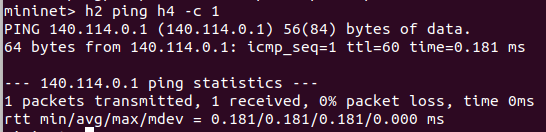 mininet> h2 ping h4 -c 1
PING 140.114.0.1 (140.114.0.1) 56(84) bytes of data.
64 bytes from 140.114.0.1: icmp_seq=1 ttl=60 time=0.181 ms

--- 140.114.0.1 ping statistics ---
1 packets transmitted, 1 received, 0% packet loss, time 0ms
rtt min/avg/max/mdev = 0.181/0.181/0.181/0.000 ms